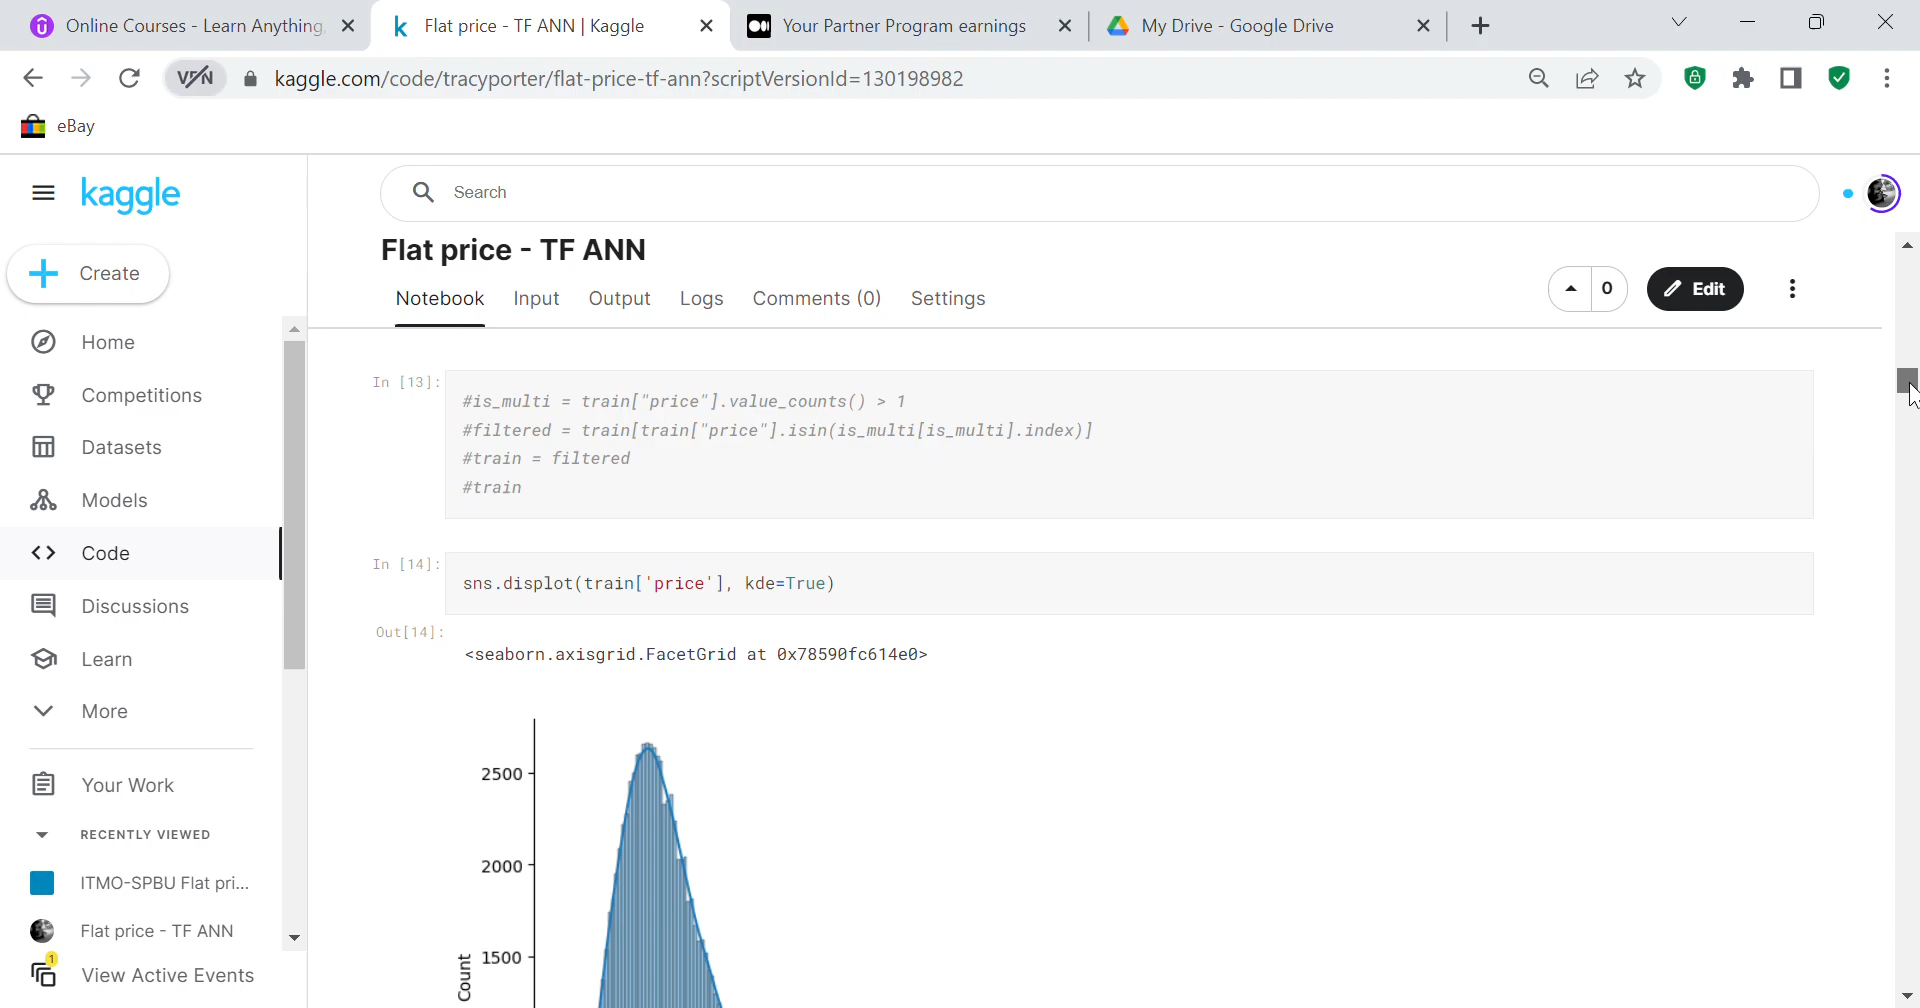 Online Courses - Learn Anything,
Flat price - TF ANN | Kaggle
Your Partner Program earnings
My Drive - Google Drive
VPN
kaggle.com/code/tracyporter/flat-price-tf-ann?scriptVersionId=130198982
eBay
kaggle
Search
Flat price - TF ANN
Create
Notebook
Input
Output
Logs
Comments (0)
Settings
0
Edit
Home
Competitions
Datasets
Models
Code
Discussions
Learn
More
Your Work
RECENTLY VIEWED
ITMO-SPBU Flat pri...
Flat price - TF ANN
1
View Active Events
In [13]:
#is_multi = train["price"].value_counts() > 1
#filtered = train[train["price"].isin(is_multi[is_multi].index)]
#train = filtered
#train
In [14]:
sns.displot(train['price'], kde=True)
Out[14]:
<seaborn.axisgrid.FacetGrid at 0x78590fc614e0>
2500
2000
1500
Count